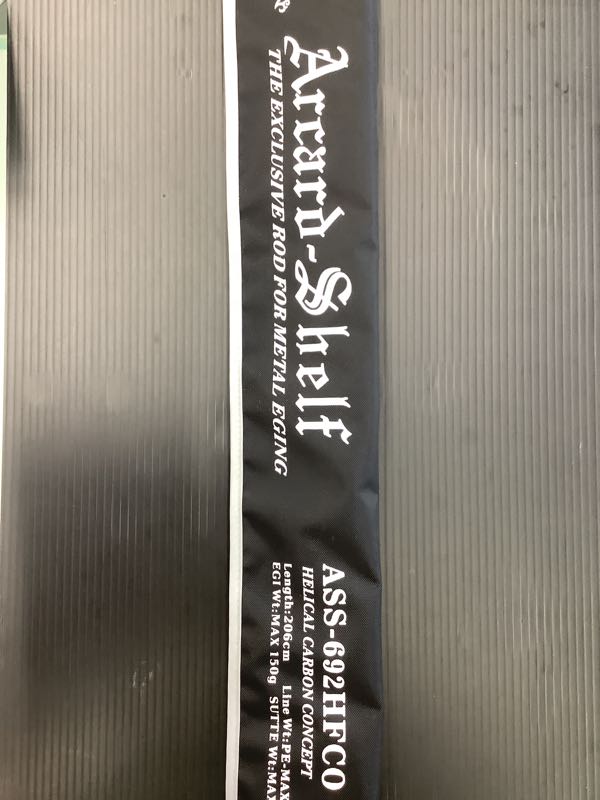 Arcard-Shelf
THE EXCLUSIVE ROD FOR METAL EGING
ASS-692HFCO
HELICAL CARBON CONCEPT
Length:206cm Line Wt:PE-MAX
EGI Wt:MAX 150g SUTTE Wt:MAX